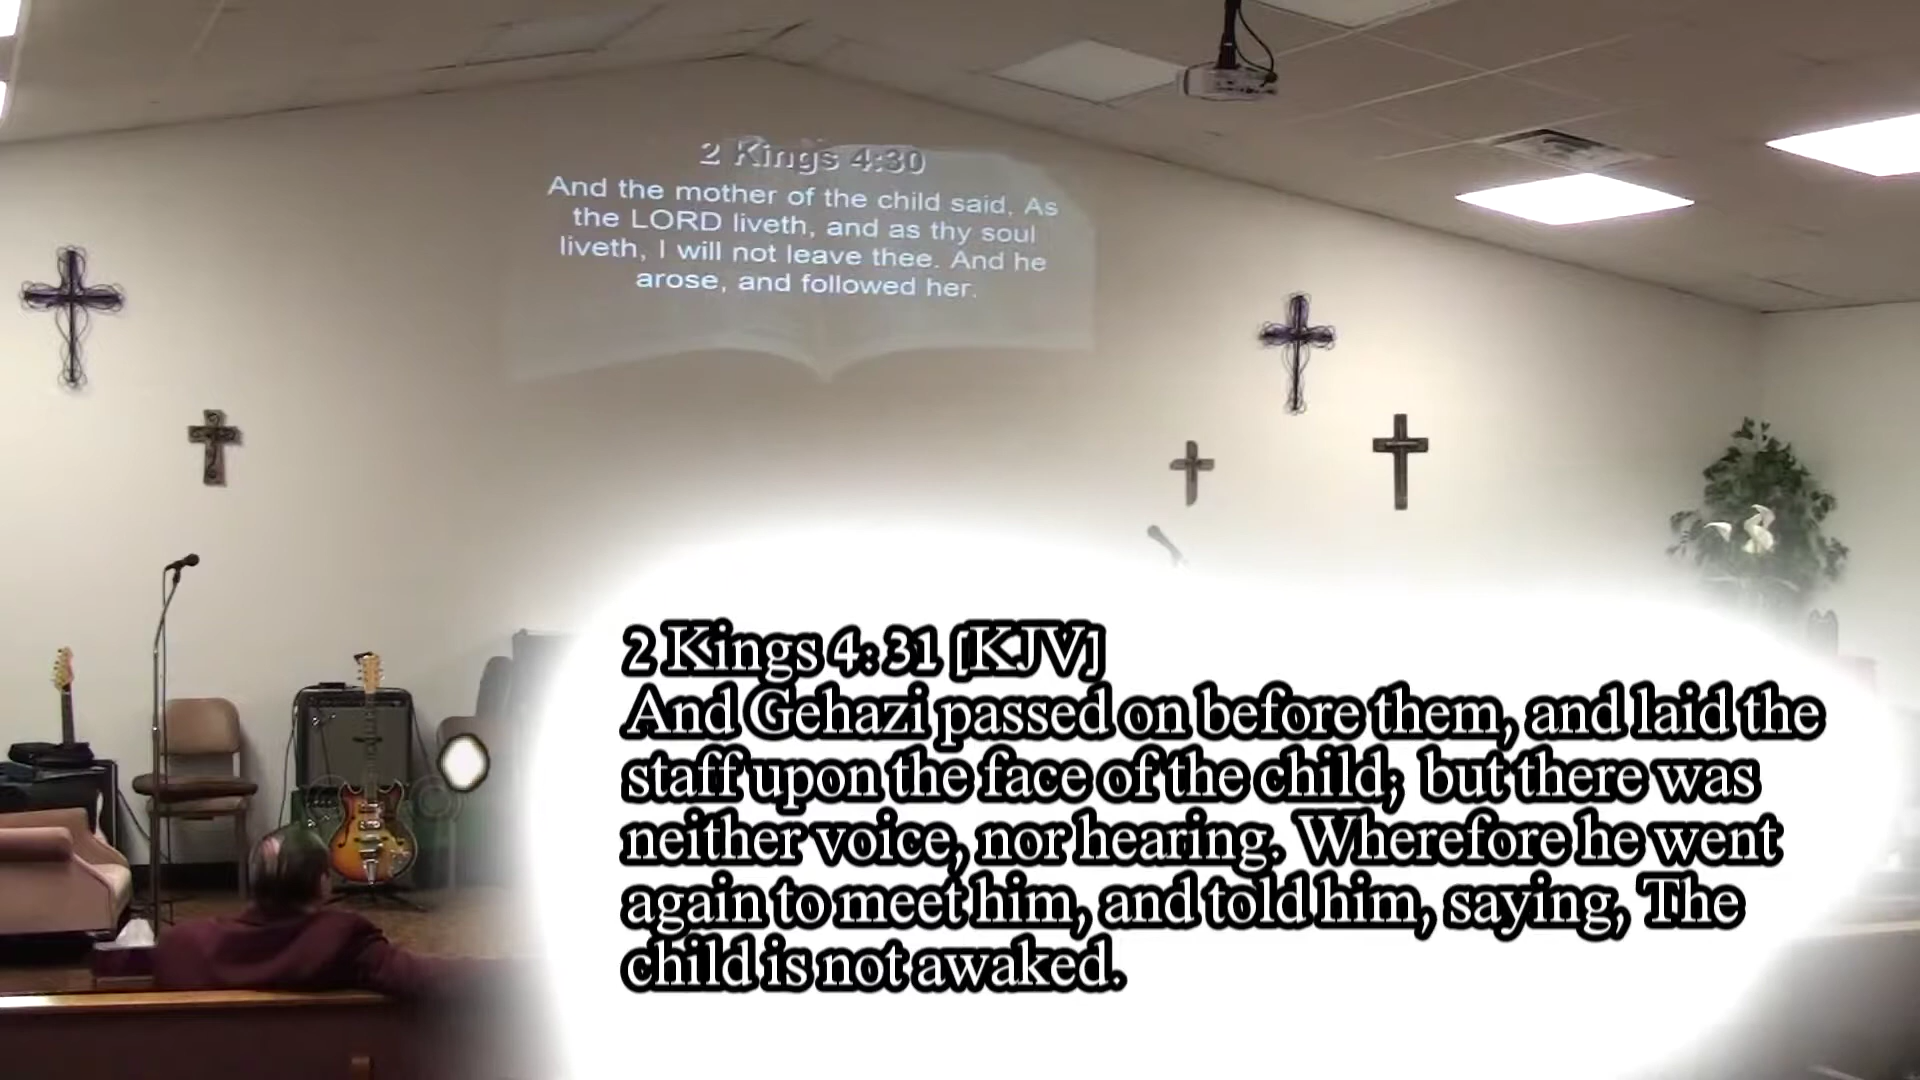 2 Kings 4:30
And the mother of the child said, As
the LORD liveth, and as thy soul
liveth, I will not leave thee. And he
arose, and followed her.
2 Kings 4:31 [KJV]
And Gehazi passed on before them, and laid the
staff upon the face of the child; but there was
neither voice, nor hearing. Wherefore he went
again to meet him, and told him, saying, The
child is not awaked.